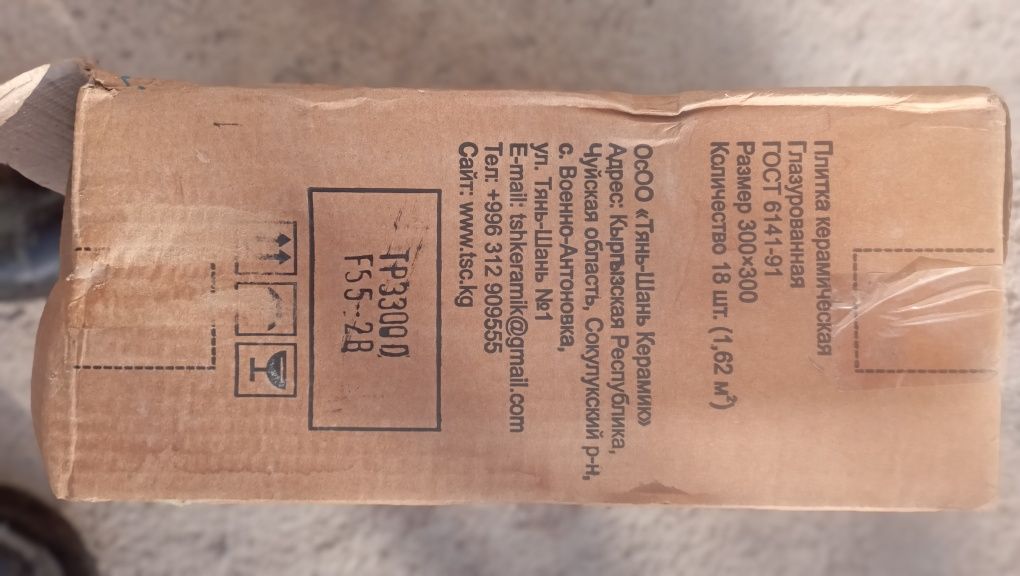 Плитка керамическая
Глазурованная
ГОСТ 6141-91
Размер 300×300
Количество 18 шт. (1,62 м²)
ОсОО «Тянь-Шань Керамик»
Адрес: Кыргызская Республика,
Чуйская область, Сокулукский р-н,
с. Военно-Антоновка,
ул. Тянь-Шань №1
E-mail: tshkeramik@gmail.com
Тел: +996 312 909555
Сайт: www.tsc.kg
TP33000
F55-2B